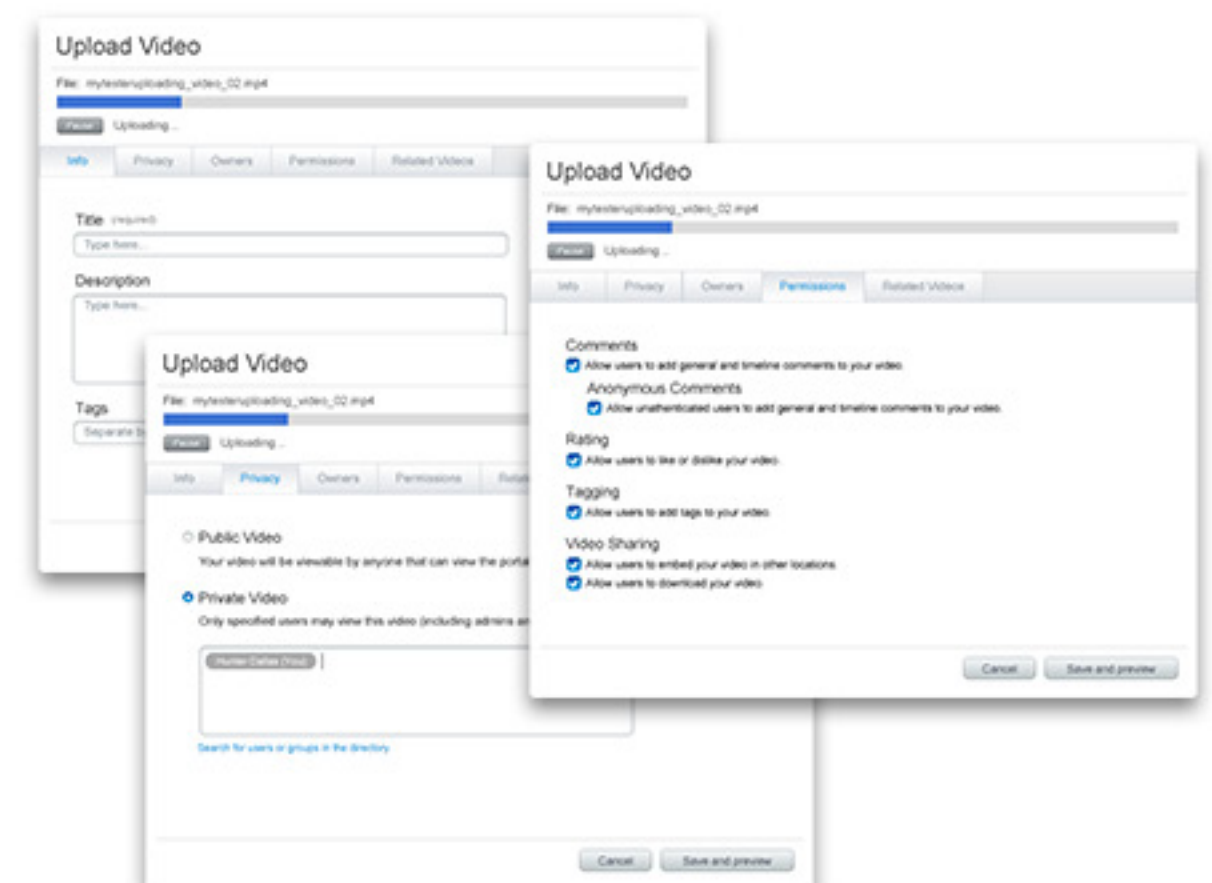 Upload Video
File: mytesteruploading_video_02.mp4
Pause Uploading...
Info Privacy Owners Permissions Related Videos
Title (required)
Type here...
Description
Type here...
Tags
Separate
Upload Video
File: mytesteruploading_video_02.mp4
Pause Uploading...
Info Privacy Owners Permissions
Public Video
Your video will be viewable by anyone that can view the
Private Video
Only specified users may view this video (including admins
(You)
Search for users or groups in the directory
Cancel Save and preview
Upload Video
File: mytesteruploading_video_02.mp4
Pause Uploading...
Info Privacy Owners Permissions Related Videos
Comments
Allow users to add general and timeline comments to your video.
Anonymous Comments
Allow unauthenticated users to add general and timeline comments to your video.
Rating
Allow users to like or dislike your video.
Tagging
Allow users to add tags to your video.
Video Sharing
Allow users to embed your video in other locations.
Allow users to download your video.
Cancel Save and preview